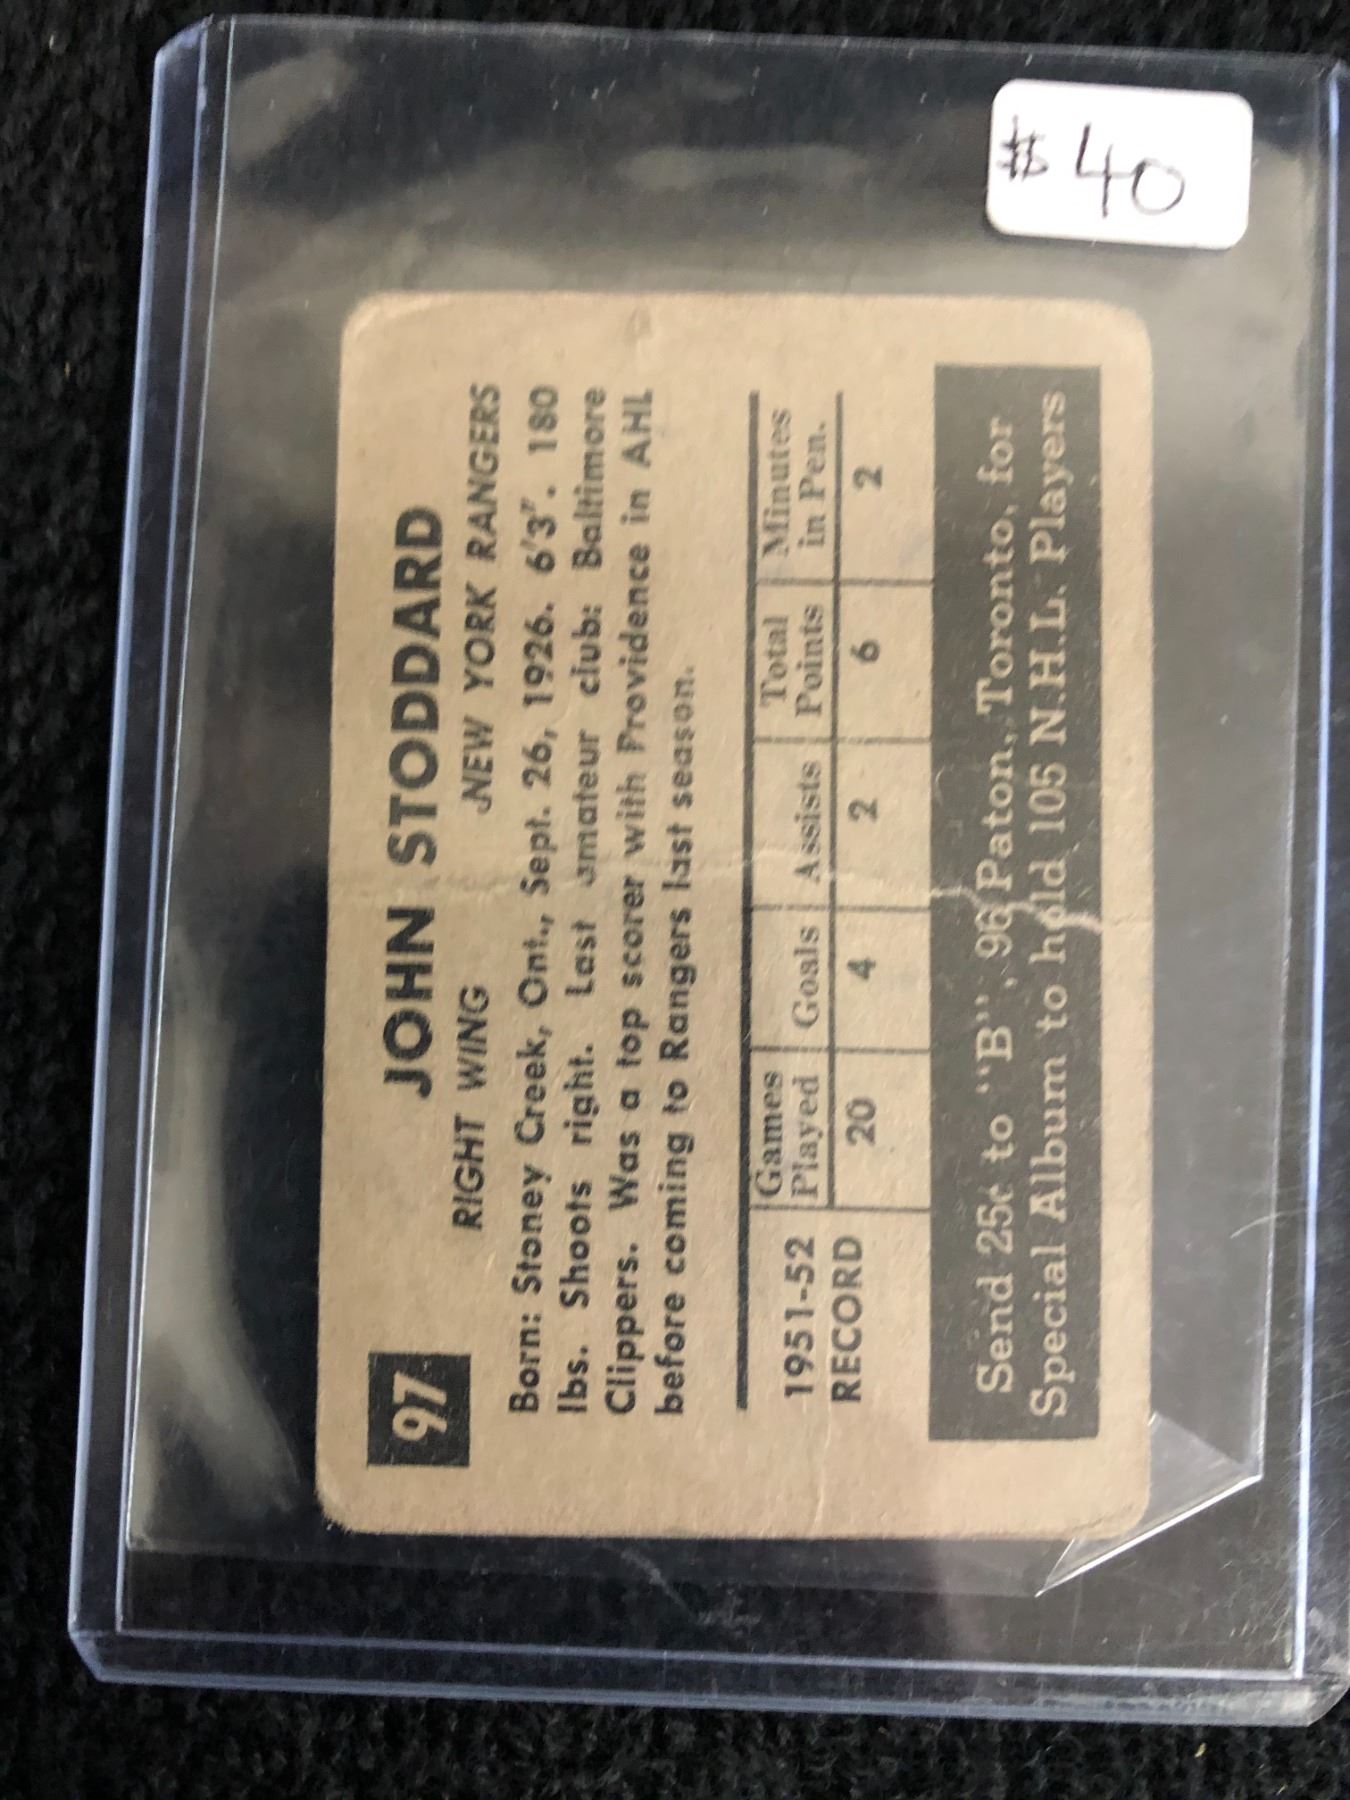 $40
97
JOHN STODDARD
RIGHT WING NEW YORK RANGERS
Born: Stoney Creek, Ont., Sept. 26, 1926. 6'3". 180
lbs. Shoots right. Last amateur club: Baltimore
Clippers. Was a top scorer with Providence in AHL
before coming to Rangers last season.
1951-52 RECORD
Games Played Goals Assists Total Points Minutes in Pen.
20 4 2 6 2
Send 25¢ to "B", 96 Paton, Toronto, for
Special Album to hold 105 N.H.L. Players